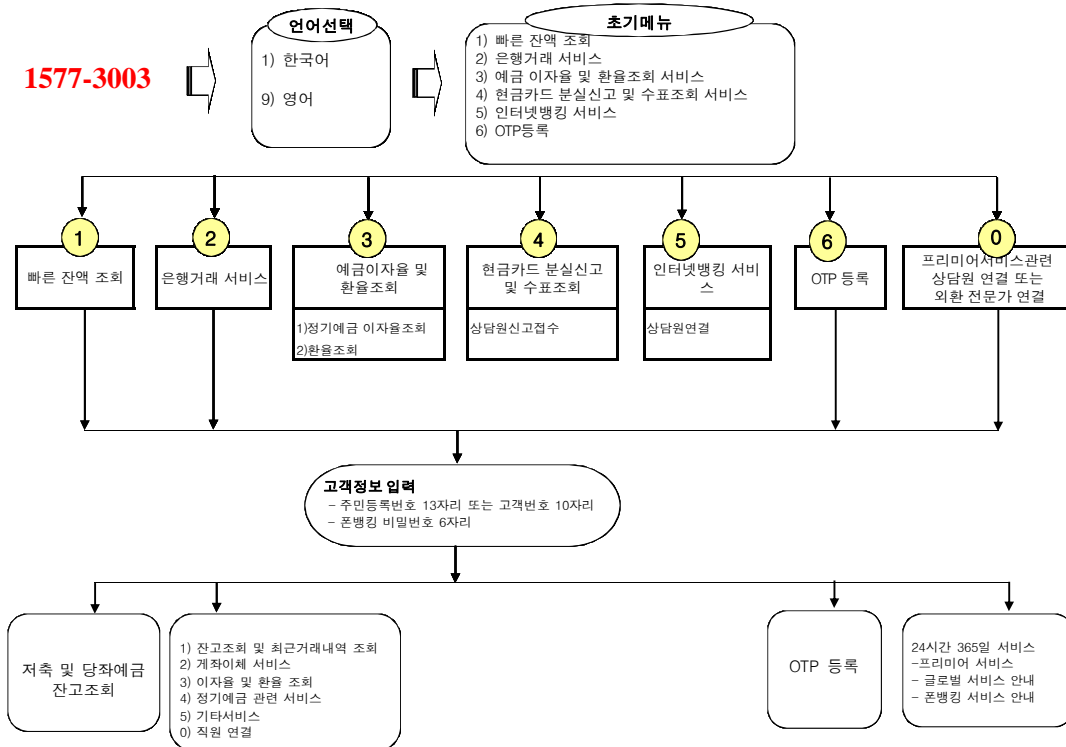 언어선택
1) 한국어
9) 영어
초기메뉴
1) 빠른 잔액 조회
2) 은행거래 서비스
3) 예금 이자율 및 환율조회 서비스
4) 현금카드 분실신고 및 수표조회 서비스
5) 인터넷뱅킹 서비스
6) OTP등록
1577-3003
1
빠른 잔액 조회
2
은행거래 서비스
3
예금이자율 및
환율조회
1)정기예금 이자율조회
2)환율조회
4
현금카드 분실신고
및 수표조회
상담원신고접수
5
인터넷뱅킹 서비
스
상담원연결
6
OTP 등록
0
프리미어서비스관련
상담원 연결 또는
외환 전문가 연결
고객정보 입력
– 주민등록번호 13자리 또는 고객번호 10자리
– 폰뱅킹 비밀번호 6자리
저축 및 당좌예금
잔고조회
1) 잔고조회 및 최근거래내역 조회
2) 게좌이체 서비스
3) 이자율 및 환율 조회
4) 정기예금 관련 서비스
5) 기타서비스
0) 직원 연결
OTP 등록
24시간 365일 서비스
–프리미어 서비스
– 글로벌 서비스 안내
– 폰뱅킹 서비스 안내